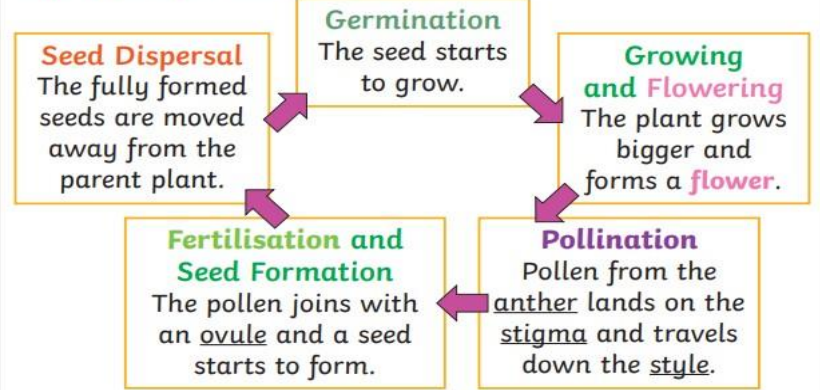 Germination
The seed starts
to grow.
Growing
and Flowering
The plant grows
bigger and
forms a flower.
Pollination
Pollen from the
anther lands on the
stigma and travels
down the style.
Fertilisation and
Seed Formation
The pollen joins with
an ovule and a seed
starts to form.
Seed Dispersal
The fully formed
seeds are moved
away from the
parent plant.